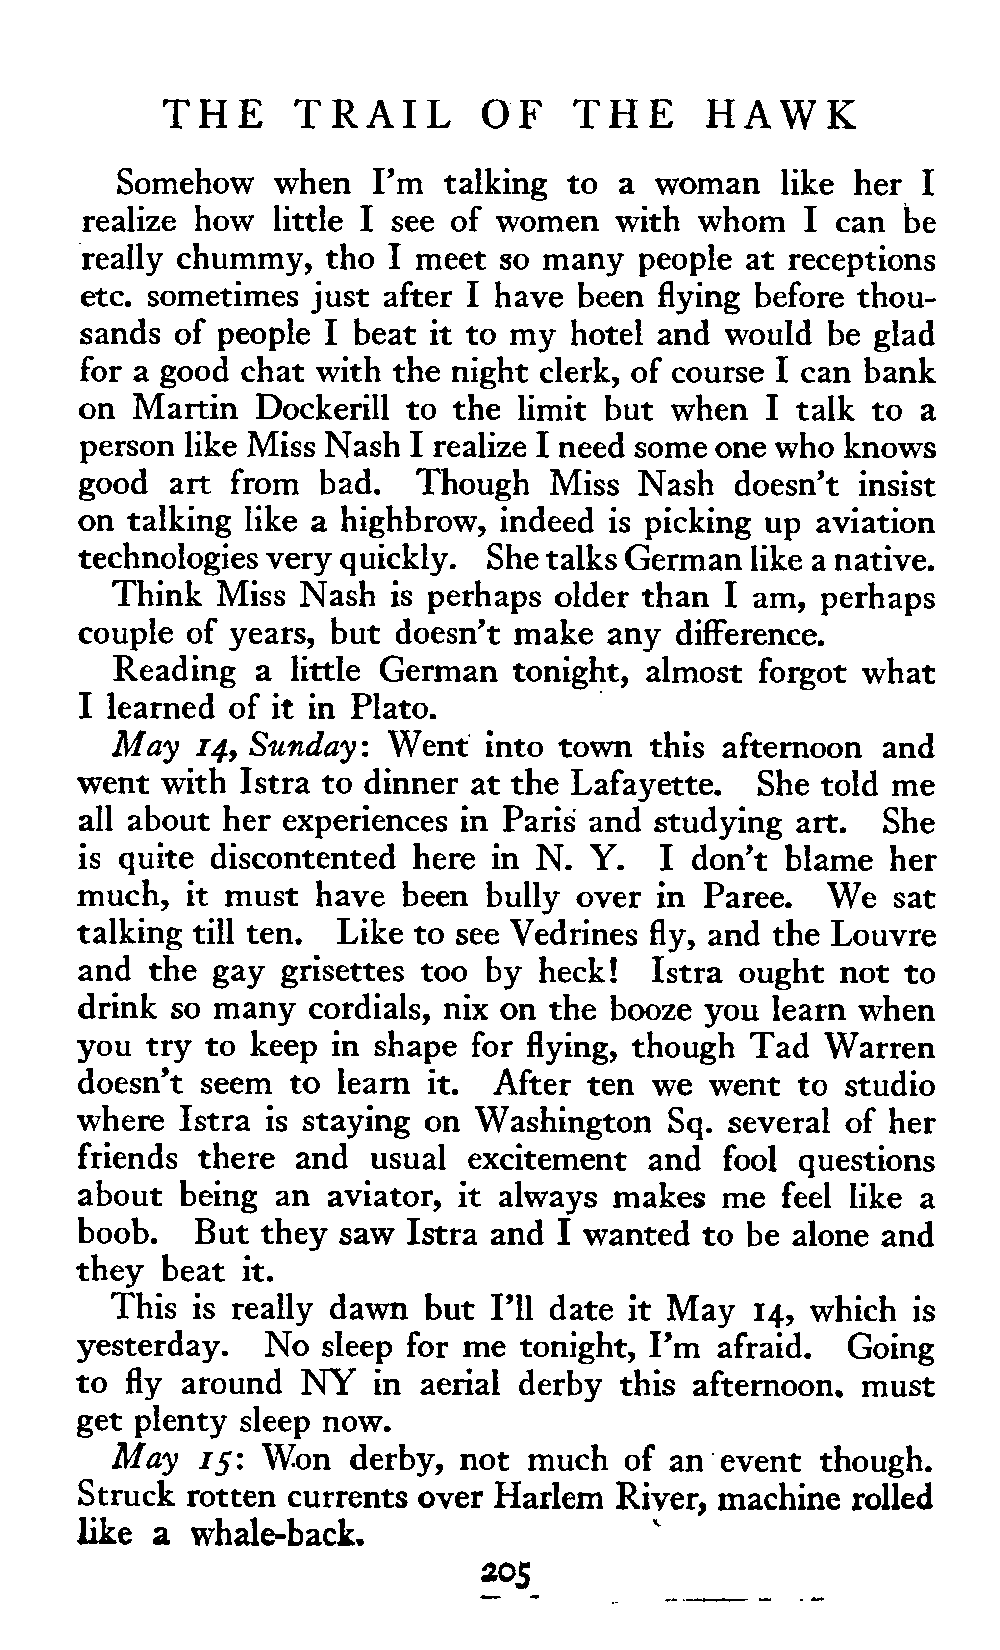 THE TRAIL OF THE HAWK
Somehow when I'm talking to a woman like her I
realize how little I see of women with whom I can be
really chummy, tho I meet so many people at receptions
etc. sometimes just after I have been flying before thou-
sands of people I beat it to my hotel and would be glad
for a good chat with the night clerk, of course I can bank
on Martin Dockerill to the limit but when I talk to a
person like Miss Nash I realize I need some one who knows
good art from bad. Though Miss Nash doesn't insist
on talking like a highbrow, indeed is picking up aviation
technologies very quickly. She talks German like a native.
Think Miss Nash is perhaps older than I am, perhaps
couple of years, but doesn't make any difference.
Reading a little German tonight, almost forgot what
I learned of it in Plato.
May 14, Sunday: Went into town this afternoon and
went with Istra to dinner at the Lafayette. She told me
all about her experiences in Paris and studying art. She
is quite discontented here in N. Y. I don't blame her
much, it must have been bully over in Paree. We sat
talking till ten. Like to see Vedrines fly, and the Louvre
and the gay grisettes too by heck! Istra ought not to
drink so many cordials, nix on the booze you learn when
you try to keep in shape for flying, though Tad Warren
doesn't seem to learn it. After ten we went to studio
where Istra is staying on Washington Sq. several of her
friends there and usual excitement and fool questions
about being an aviator, it always makes me feel like a
boob. But they saw Istra and I wanted to be alone and
they beat it.
This is really dawn but I'll date it May 14, which is
yesterday. No sleep for me tonight, I'm afraid. Going
to fly around NY in aerial derby this afternoon. must
get plenty sleep now.
May 15: Won derby, not much of an event though.
Struck rotten currents over Harlem River, machine rolled
like a whale-back.
205